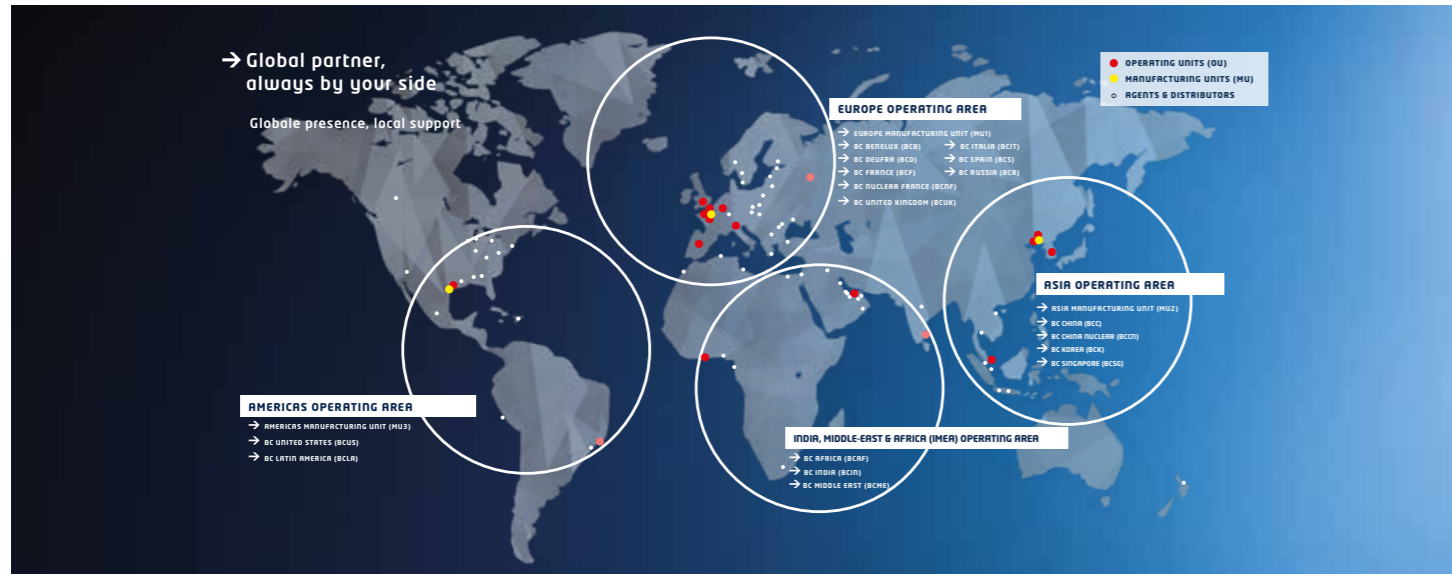 → Global partner,
always by your side
Globale presence, local support
OPERATING UNITS (OU)
MANUFACTURING UNITS (MU)
AGENTS & DISTRIBUTORS
EUROPE OPERATING AREA
→ EUROPE MANUFACTURING UNIT (MU1)
→ BC BENELUX (BCB)
→ BC ITALIA (BCIT)
→ BC DEUFRA (BCD)
→ BC SPAIN (BCS)
→ BC FRANCE (BCF)
→ BC RUSSIA (BCR)
→ BC NUCLEAR FRANCE (BCNF)
→ BC UNITED KINGDOM (BCUK)
ASIA OPERATING AREA
→ ASIA MANUFACTURING UNIT (MU2)
→ BC CHINA (BCC)
→ BC CHINA NUCLEAR (BCCN)
→ BC KOREA (BCK)
→ BC SINGAPORE (BCSG)
AMERICAS OPERATING AREA
→ AMERICAS MANUFACTURING UNIT (MU3)
→ BC UNITED STATES (BCUS)
→ BC LATIN AMERICA (BCLA)
INDIA, MIDDLE-EAST & AFRICA (IMEA) OPERATING AREA
→ BC AFRICA (BCAF)
→ BC INDIA (BCIN)
→ BC MIDDLE EAST (BCME)